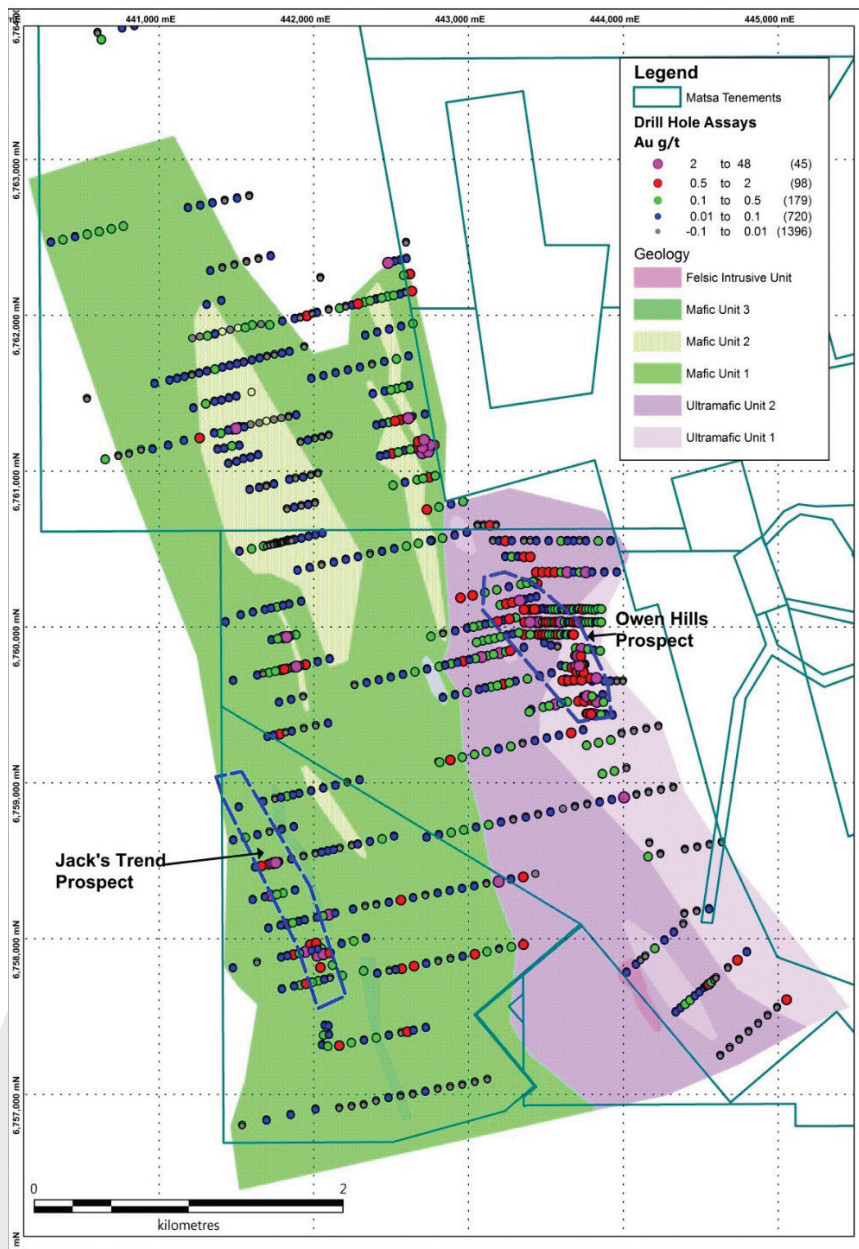 441,000 mE 442,000 mE 443,000 mE 444,000 mE 445,000 mE
6,763,000 mN
6,762,000 mN
6,761,000 mN
6,760,000 mN
6,759,000 mN
6,758,000 mN
6,757,000 mN
mN
Legend
Matsa Tenements
Drill Hole Assays
Au g/t
2 to 48 (45)
0.5 to 2 (98)
0.1 to 0.5 (179)
0.01 to 0.1 (720)
-0.1 to 0.01 (1396)
Geology
Felsic Intrusive Unit
Mafic Unit 3
Mafic Unit 2
Mafic Unit 1
Ultramafic Unit 2
Ultramafic Unit 1
Owen Hills
Prospect
Jack's Trend
Prospect
0 2
kilometres